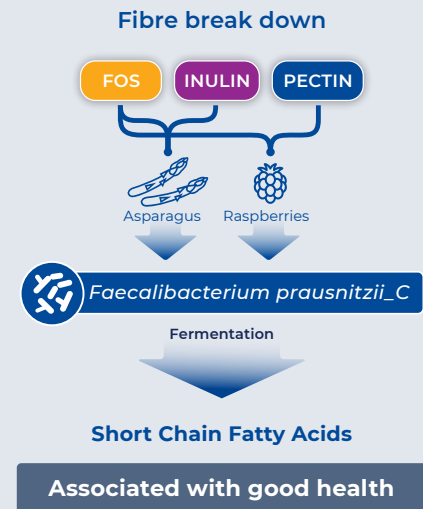 Fibre break down
FOS INULIN PECTIN
Asparagus Raspberries
Faecalibacterium prausnitzii_C
Fermentation
Short Chain Fatty Acids
Associated with good health